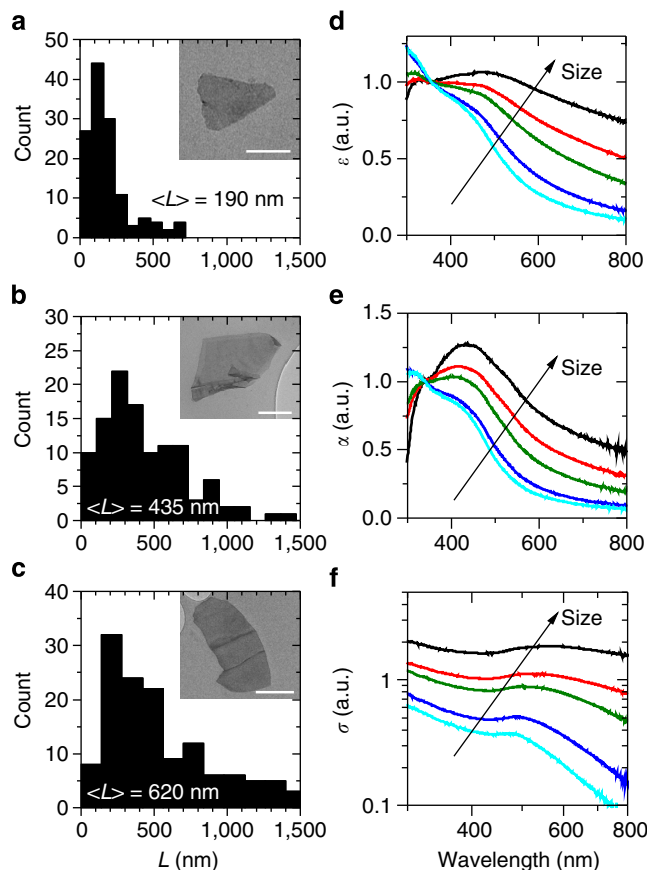 a
50
40
30
20
10
0
Count
<L> = 190 nm
0 500 1,000 1,500
b
30
25
20
15
10
5
0
Count
<L> = 435 nm
0 500 1,000 1,500
c
40
30
20
10
0
Count
<L> = 620 nm
0 500 1,000 1,500
L (nm)
d
1.0
0.5
0.0
ε (a.u.)
Size
400 600 800
e
1.5
1.0
0.5
0.0
α (a.u.)
Size
400 600 800
f
1
0.1
σ (a.u.)
Size
400 600 800
Wavelength (nm)